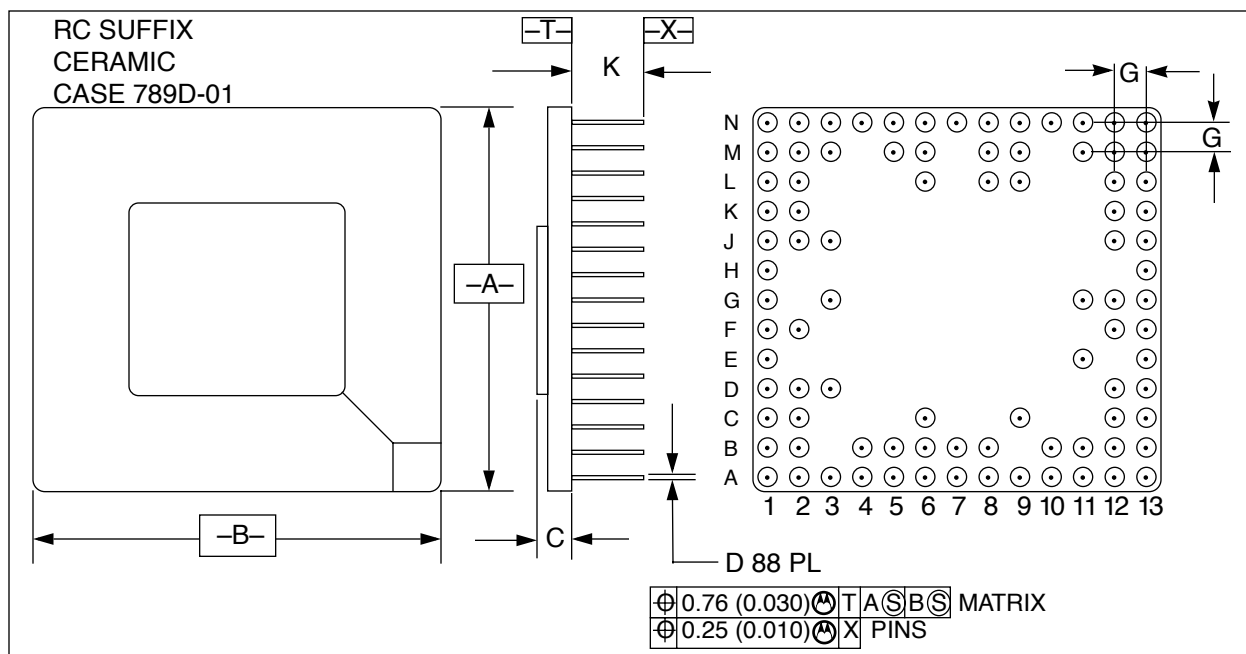 RC SUFFIX
CERAMIC
CASE 789D-01
–T–
–X–
K
G
G
–A–
–B–
C
N
M
L
K
J
H
G
F
E
D
C
B
A
1 2 3 4 5 6 7 8 9 10 11 12 13
D 88 PL
⌖ 0.76 (0.030) Ⓜ T A Ⓢ B Ⓢ MATRIX
⌖ 0.25 (0.010) Ⓜ X PINS